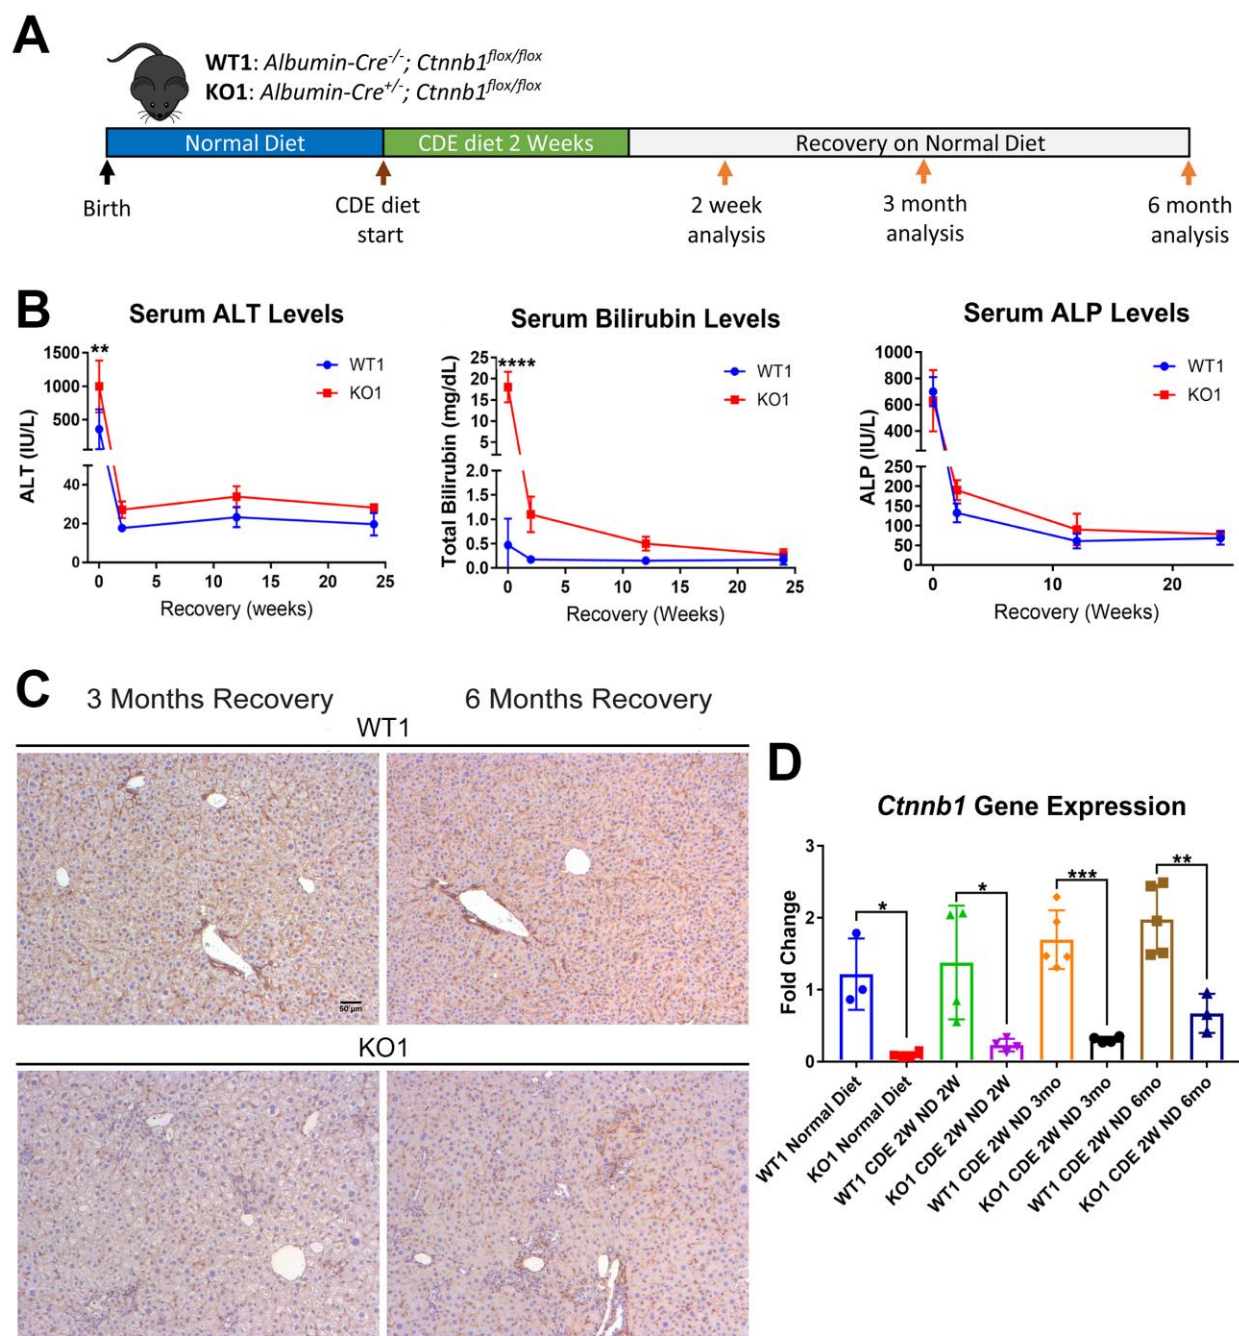 A
WT1: Albumin-Cre-/-; Ctnnb1flox/flox
KO1: Albumin-Cre+/-; Ctnnb1flox/flox
Normal Diet
CDE diet 2 Weeks
Recovery on Normal Diet
Birth
CDE diet
start
2 week
analysis
3 month
analysis
6 month
analysis
B
Serum ALT Levels
1500
1000
500
40
20
0
**
WT1
KO1
ALT (IU/L)
0 5 10 15 20 25
Recovery (weeks)
Serum Bilirubin Levels
25
20
15
10
5
2.0
1.5
1.0
0.5
0.0
****
WT1
KO1
Total Bilirubin (mg/dL)
0 5 10 15 20 25
Recovery (Weeks)
Serum ALP Levels
1000
800
600
400
250
200
150
100
50
0
WT1
KO1
ALP (IU/L)
0 10 20
Recovery (Weeks)
C
3 Months Recovery
6 Months Recovery
WT1
50 µm
KO1
D
Ctnnb1 Gene Expression
3
2
1
0
Fold Change
*
*
***
**
WT1 Normal Diet
KO1 Normal Diet
WT1 CDE 2W ND 2W
KO1 CDE 2W ND 2W
WT1 CDE 2W ND 3mo
KO1 CDE 2W ND 3mo
WT1 CDE 2W ND 6mo
KO1 CDE 2W ND 6mo